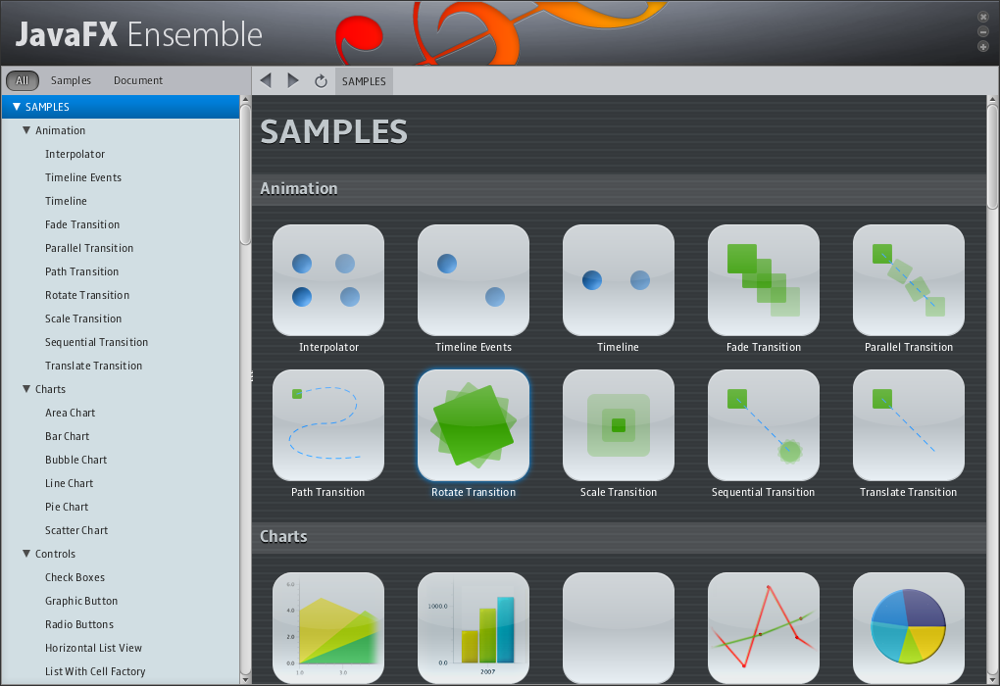 JavaFX Ensemble
All Samples Document
SAMPLES
SAMPLES
Animation
Interpolator
Timeline Events
Timeline
Fade Transition
Parallel Transition
Path Transition
Rotate Transition
Scale Transition
Sequential Transition
Translate Transition
Charts
Area Chart
Bar Chart
Bubble Chart
Line Chart
Pie Chart
Scatter Chart
Controls
Check Boxes
Graphic Button
Radio Buttons
Horizontal List View
List With Cell Factory
SAMPLES
Animation
Interpolator Timeline Events Timeline Fade Transition Parallel Transition
Path Transition Rotate Transition Scale Transition Sequential Transition Translate Transition
Charts
6.0
4.0
2.0
0.0
1.0 3.0
1000.0
0.0
2007